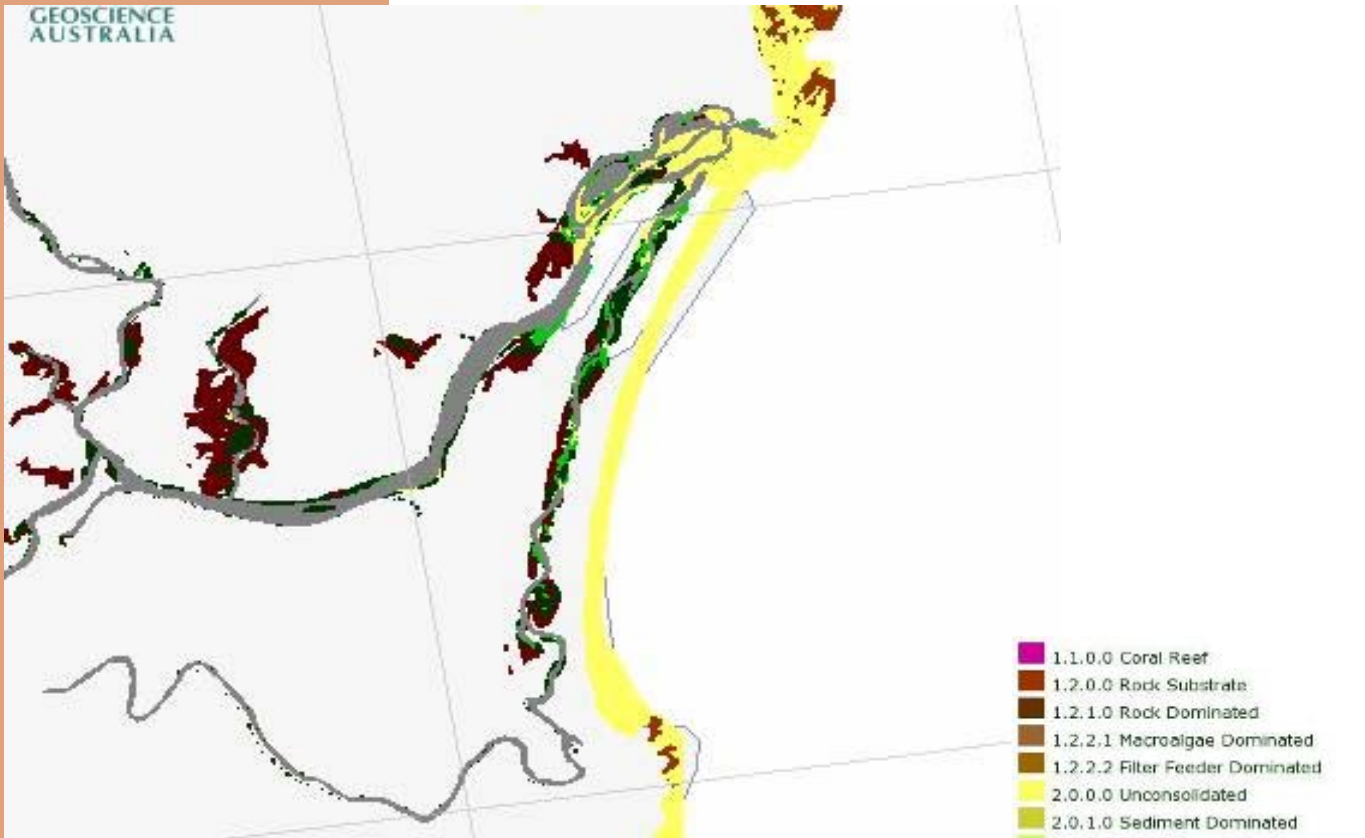 GEOSCIENCE
AUSTRALIA
1.1.0.0 Coral Reef
1.2.0.0 Rock Substrate
1.2.1.0 Rock Dominated
1.2.2.1 Macroalgae Dominated
1.2.2.2 Filter Feeder Dominated
2.0.0.0 Unconsolidated
2.0.1.0 Sediment Dominated